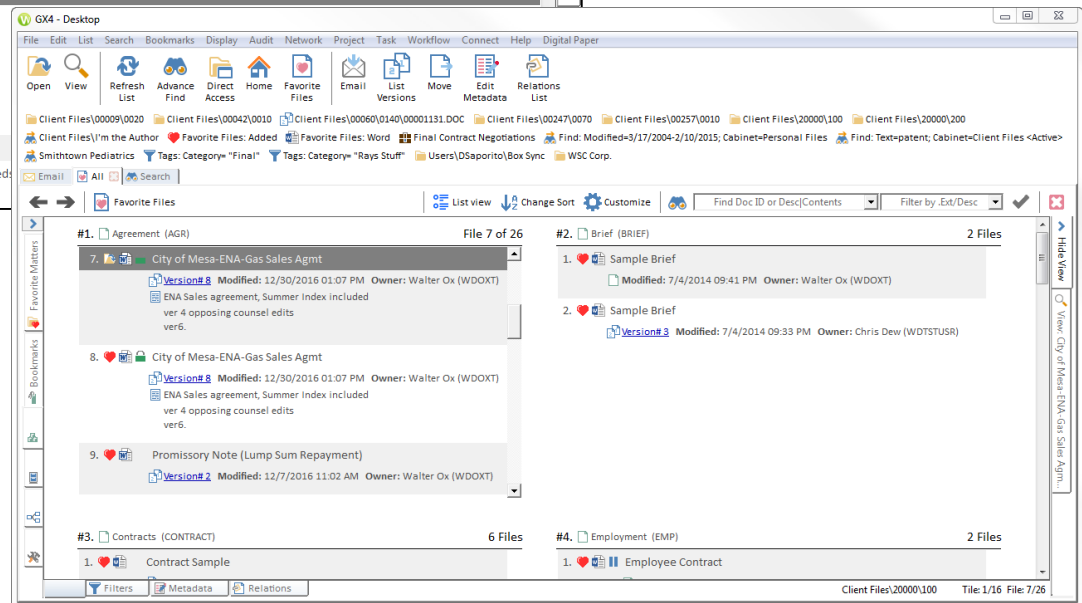 GX4 - Desktop
File Edit List Search Bookmarks Display Audit Network Project Task Workflow Connect Help Digital Paper
Open View Refresh List Advance Find Direct Access Home Favorite Files Email List Versions Move Edit Metadata Relations List
Client Files\00009\0020 Client Files\00042\0010 Client Files\00060\0140\00001131.DOC Client Files\00247\0070 Client Files\00257\0010 Client Files\20000\100 Client Files\20000\200
Client Files\I'm the Author Favorite Files: Added Favorite Files: Word Final Contract Negotiations Find: Modified=3/17/2004-2/10/2015; Cabinet=Personal Files Find: Text=patent; Cabinet=Client Files <Active>
Smithtown Pediatrics Tags: Category= "Final" Tags: Category= "Rays Stuff" Users\DSaporito\Box Sync WSC Corp.
Email All Search
Favorite Files List view Change Sort Customize Find Doc ID or Desc|Contents Filter by .Ext/Desc
#1. Agreement (AGR) File 7 of 26
7. City of Mesa-ENA-Gas Sales Agmt
Version# 8 Modified: 12/30/2016 01:07 PM Owner: Walter Ox (WDOXT)
ENA Sales agreement, Summer Index included
ver 4 opposing counsel edits
ver6.
8. City of Mesa-ENA-Gas Sales Agmt
Version# 8 Modified: 12/30/2016 01:07 PM Owner: Walter Ox (WDOXT)
ENA Sales agreement, Summer Index included
ver 4 opposing counsel edits
ver6.
9. Promissory Note (Lump Sum Repayment)
Version# 2 Modified: 12/7/2016 11:02 AM Owner: Walter Ox (WDOXT)
#2. Brief (BRIEF) 2 Files
1. Sample Brief
Modified: 7/4/2014 09:41 PM Owner: Walter Ox (WDOXT)
2. Sample Brief
Version# 3 Modified: 7/4/2014 09:33 PM Owner: Chris Dew (WDTSTUSR)
#3. Contracts (CONTRACT) 6 Files
1. Contract Sample
#4. Employment (EMP) 2 Files
1. Employee Contract
Favorite Matters
Bookmarks
Hide View
View: City of Mesa-ENA-Gas Sales Agm...
Filters Metadata Relations
Client Files\20000\100 Tile: 1/16 File: 7/26